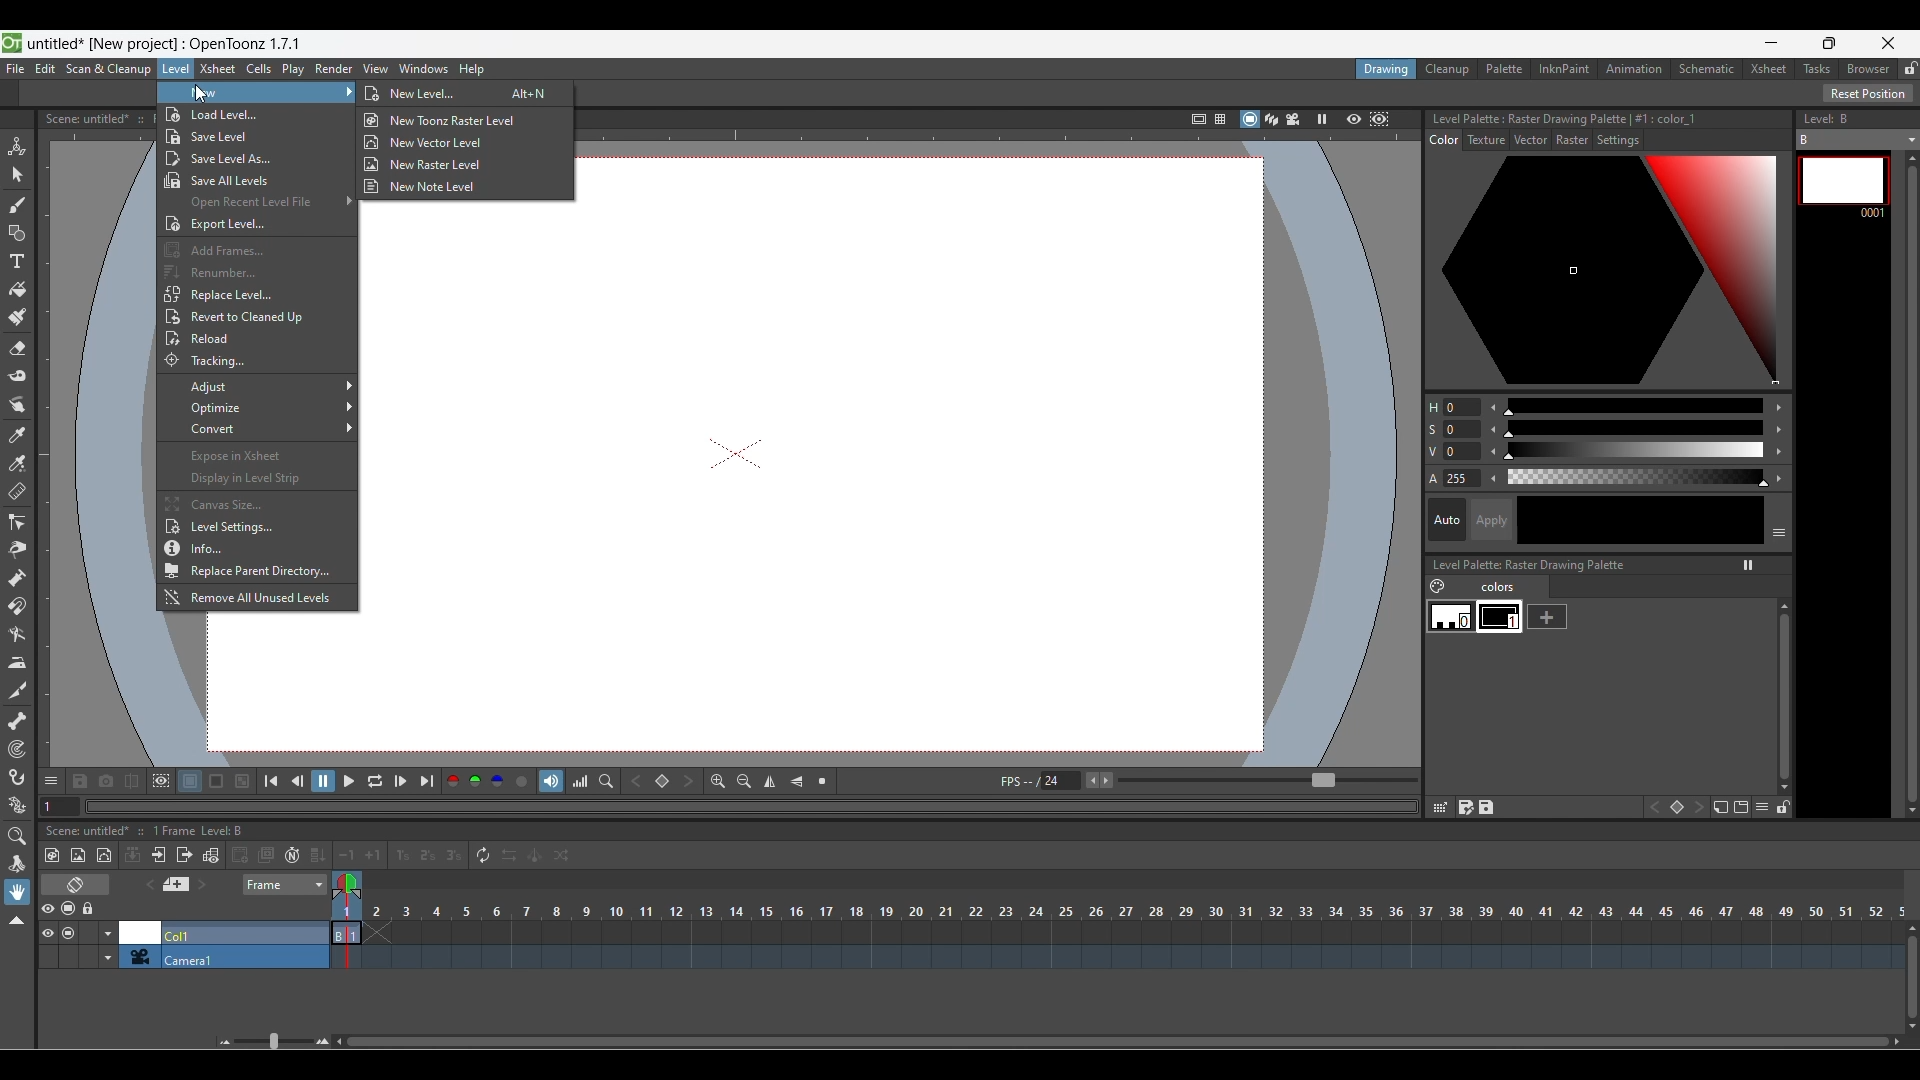 untitled* [New project] : OpenToonz 1.7.1
File Edit Scan & Cleanup Level Xsheet Cells Play Render View Windows Help
Drawing Cleanup Palette InknPaint Animation Schematic Xsheet Tasks Browser
Reset Position
Scene: untitled* ::
New
Load Level...
Save Level
Save Level As...
Save All Levels
Open Recent Level File
Export Level...
Add Frames...
Renumber...
Replace Level...
Revert to Cleaned Up
Reload
Tracking...
Adjust
Optimize
Convert
Expose in Xsheet
Display in Level Strip
Canvas Size...
Level Settings...
Info...
Replace Parent Directory...
Remove All Unused Levels
New Level... Alt+N
New Toonz Raster Level
New Vector Level
New Raster Level
New Note Level
Level Palette : Raster Drawing Palette | #1 : color_1
Color Texture Vector Raster Settings
H 0
S 0
V 0
A 255
Auto Apply
Level Palette: Raster Drawing Palette
colors
0 1
Level: B
B
0001
FPS -- / 24
1
Scene: untitled* :: 1 Frame Level: B
-1 +1 1's 2's 3's
Frame
1 2 3 4 5 6 7 8 9 10 11 12 13 14 15 16 17 18 19 20 21 22 23 24 25 26 27 28 29 30 31 32 33 34 35 36 37 38 39 40 41 42 43 44 45 46 47 48 49 50 51 52
Col1 B 1
Camera1